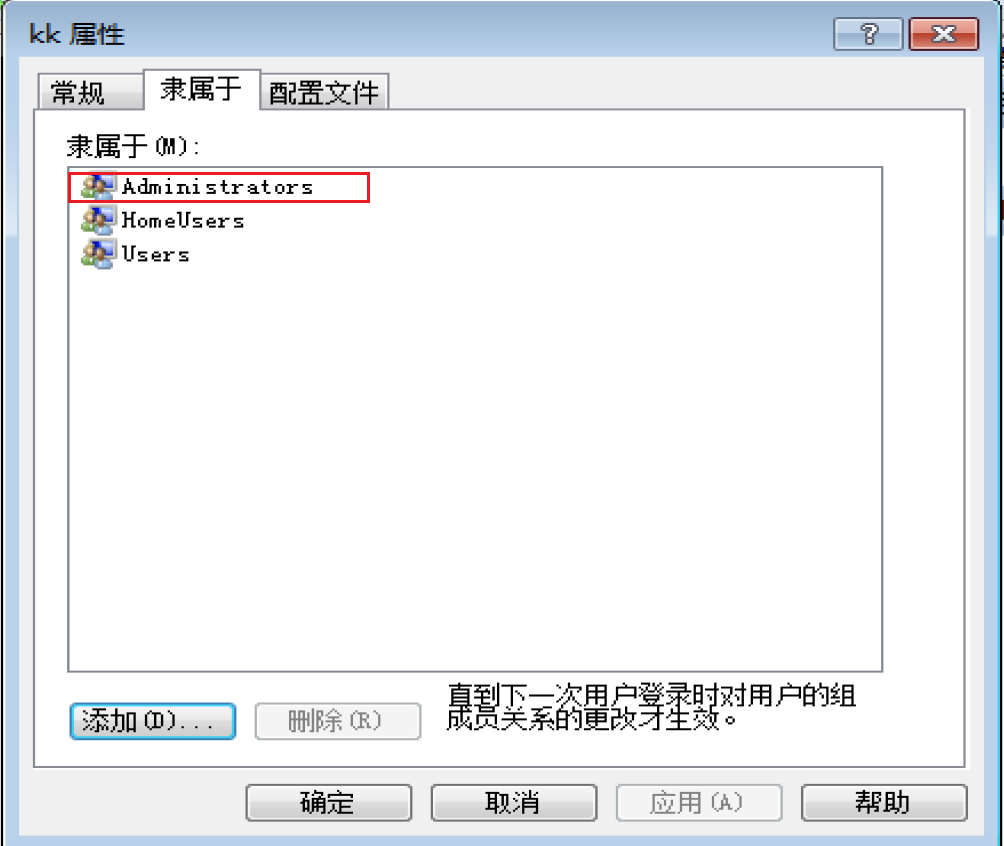 kk 属性
常规
隶属于
配置文件
隶属于(M):
Administrators
HomeUsers
Users
添加(D)...
删除(R)
直到下一次用户登录时对用户的组
成员关系的更改才生效。
确定
取消
应用(A)
帮助